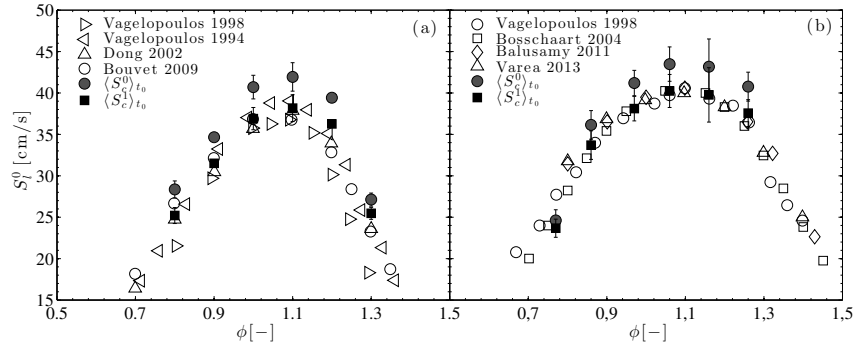 50
45
40
35
30
25
20
15
S_l^0 [cm/s]
(a)
Vagelopoulos 1998
Vagelopoulos 1994
Dong 2002
Bouvet 2009
⟨S_c^0⟩_{t_0}
⟨S_c^1⟩_{t_0}
0.5 0.7 0.9 1.1 1.3
ϕ[−]
(b)
Vagelopoulos 1998
Bosschaart 2004
Balusamy 2011
Varea 2013
⟨S_c^0⟩_{t_0}
⟨S_c^1⟩_{t_0}
0,5 0,7 0,9 1,1 1,3 1,5
ϕ[−]